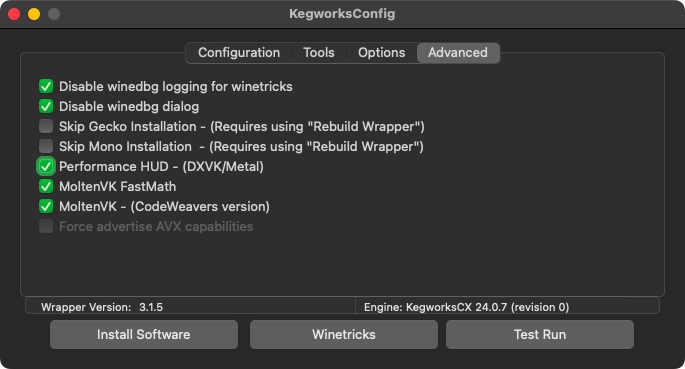 KegworksConfig
Configuration Tools Options Advanced
Disable winedbg logging for winetricks
Disable winedbg dialog
Skip Gecko Installation - (Requires using "Rebuild Wrapper")
Skip Mono Installation - (Requires using "Rebuild Wrapper")
Performance HUD - (DXVK/Metal)
MoltenVK FastMath
MoltenVK - (CodeWeavers version)
Force advertise AVX capabilities
Wrapper Version: 3.1.5 Engine: KegworksCX 24.0.7 (revision 0)
Install Software Winetricks Test Run